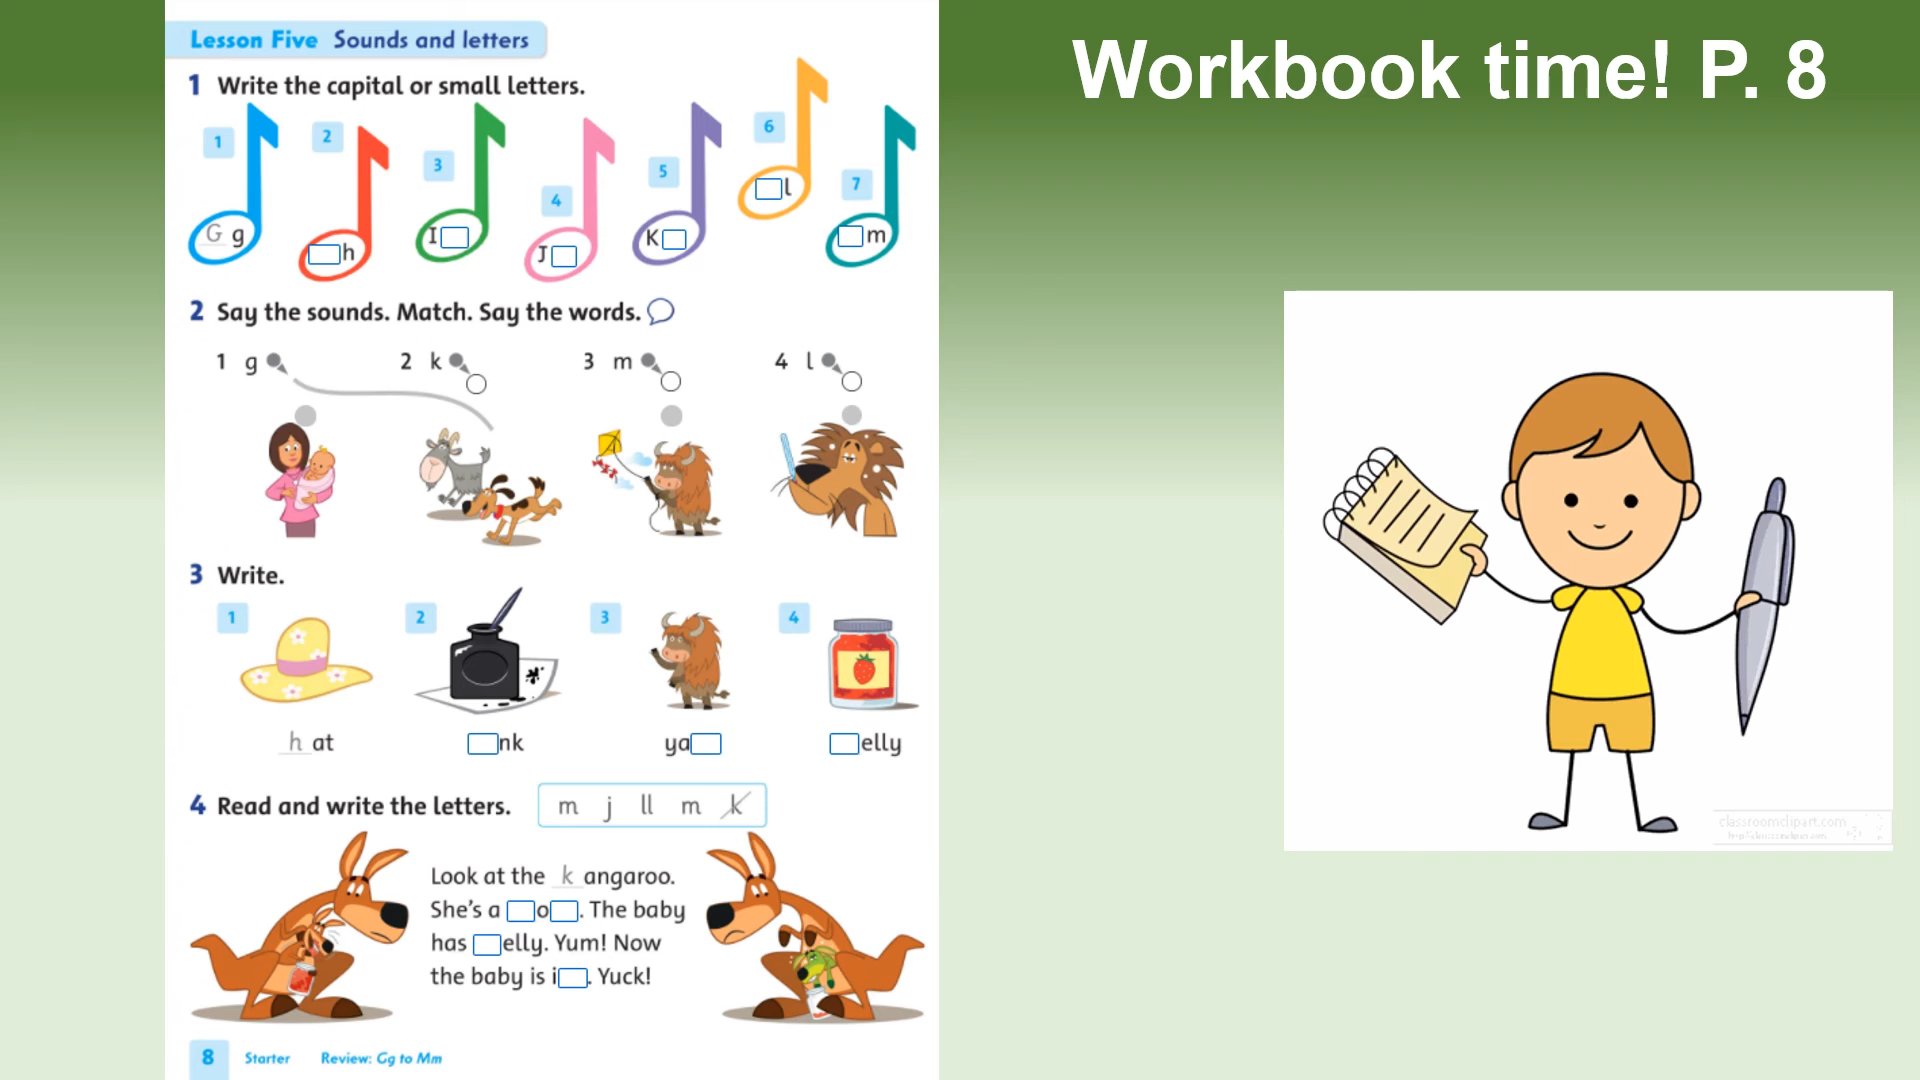 Workbook time! P. 8
Lesson Five Sounds and letters
1 Write the capital or small letters.
1 G g
2 h
3 I
4 J
5 K
6 l
7 m
2 Say the sounds. Match. Say the words.
1 g 2 k 3 m 4 l
3 Write.
1 2 3 4
h at nk ya elly
4 Read and write the letters. m j ll m k
Look at the k angaroo.
She's a o . The baby
has elly. Yum! Now
the baby is i . Yuck!
8 Starter Review: Gg to Mm
classroomclipart.com